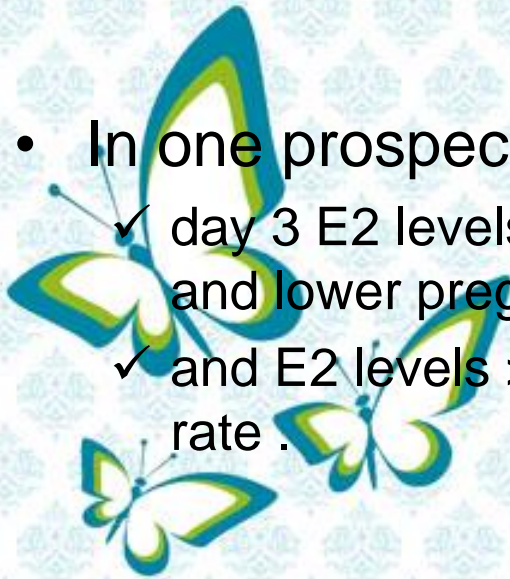 • In one prospec
✓ day 3 E2 levels
and lower preg
✓ and E2 levels :
rate .